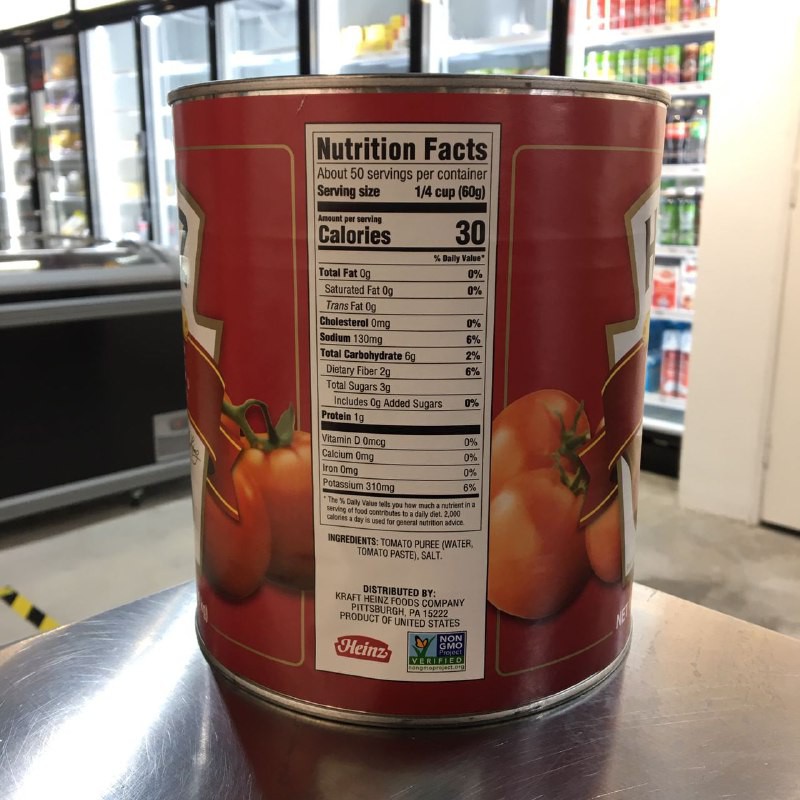 Nutrition Facts
About 50 servings per container
Serving size 1/4 cup (60g)
Amount per serving
Calories 30
% Daily Value*
Total Fat 0g 0%
Saturated Fat 0g 0%
Trans Fat 0g
Cholesterol 0mg 0%
Sodium 130mg 6%
Total Carbohydrate 6g 2%
Dietary Fiber 2g 6%
Total Sugars 3g
Includes 0g Added Sugars 0%
Protein 1g
Vitamin D 0mcg 0%
Calcium 0mg 0%
Iron 0mg 0%
Potassium 310mg 6%
* The % Daily Value tells you how much a nutrient in a
serving of food contributes to a daily diet. 2,000
calories a day is used for general nutrition advice.
INGREDIENTS: TOMATO PUREE (WATER,
TOMATO PASTE), SALT.
DISTRIBUTED BY:
KRAFT HEINZ FOODS COMPANY
PITTSBURGH, PA 15222
PRODUCT OF UNITED STATES
Heinz
NON
GMO
Project
VERIFIED
nongmoproject.org
NE